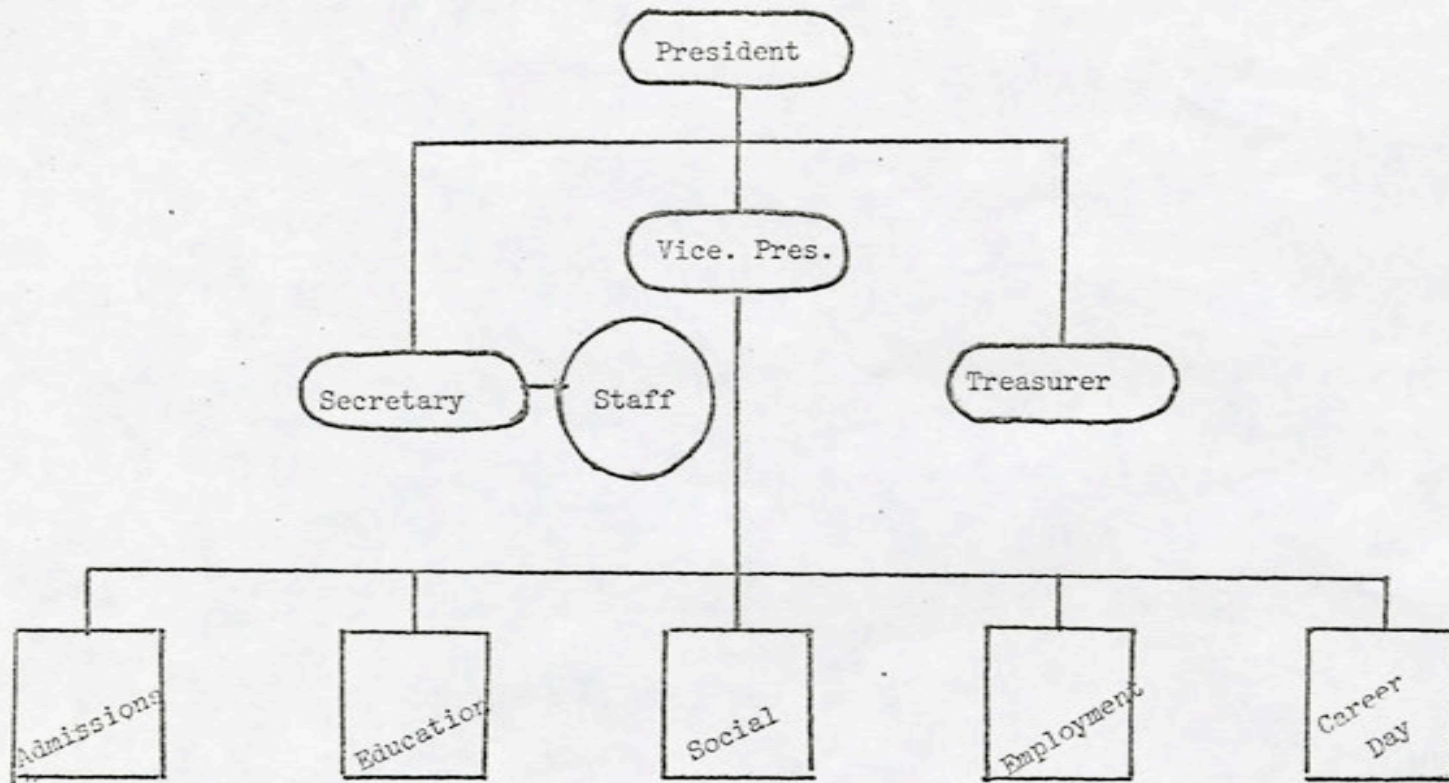 President
Vice. Pres.
Secretary
Staff
Treasurer
Admissions
Education
Social
Employment
Career
Day